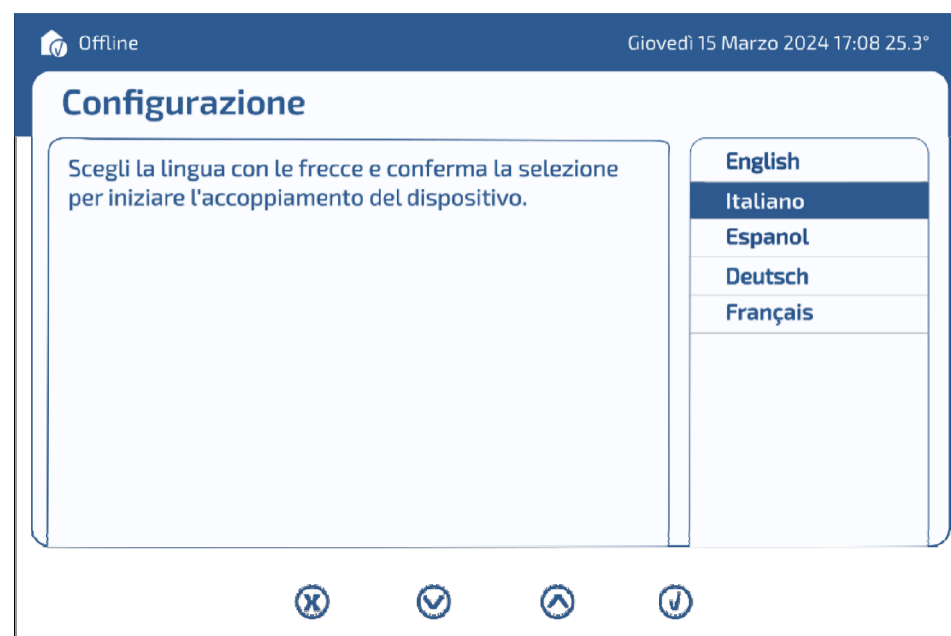 Offline
Giovedì 15 Marzo 2024 17:08 25.3°
Configurazione
Scegli la lingua con le frecce e conferma la selezione
per iniziare l'accoppiamento del dispositivo.
English
Italiano
Espanol
Deutsch
Français